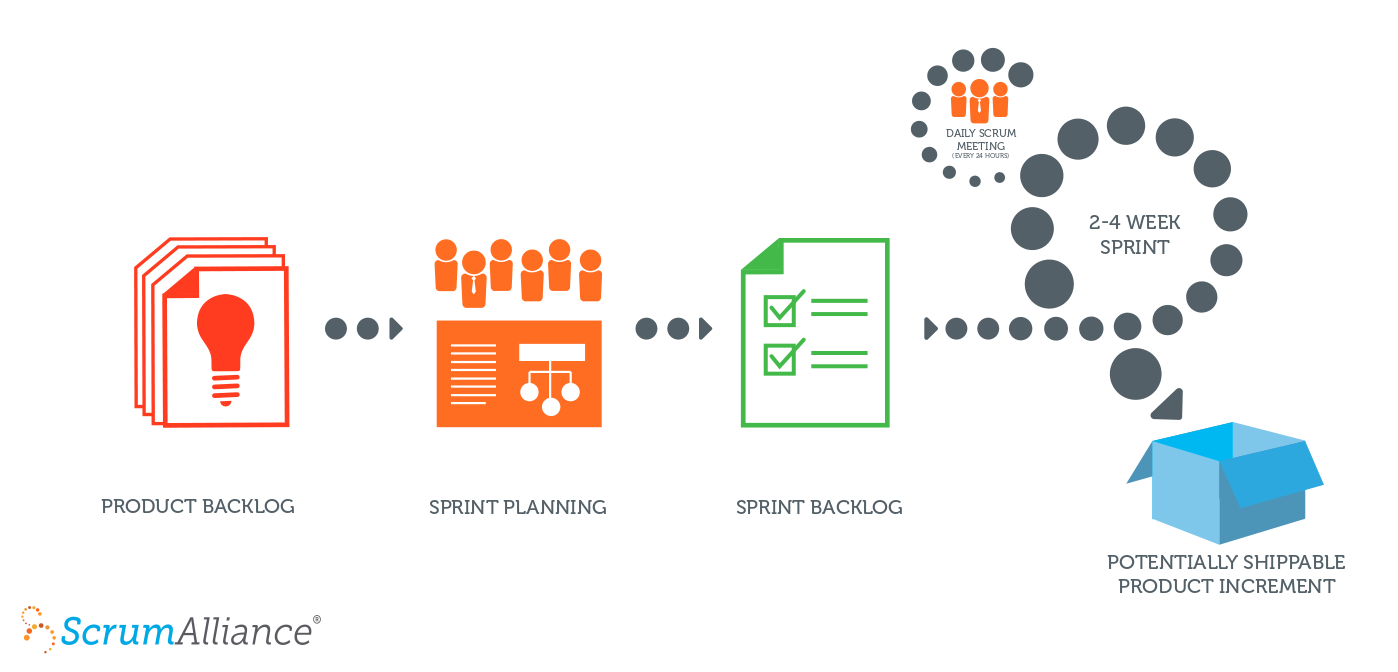 DAILY SCRUM
MEETING
(EVERY 24 HOURS)
2-4 WEEK
SPRINT
PRODUCT BACKLOG
SPRINT PLANNING
SPRINT BACKLOG
POTENTIALLY SHIPPABLE
PRODUCT INCREMENT
ScrumAlliance®